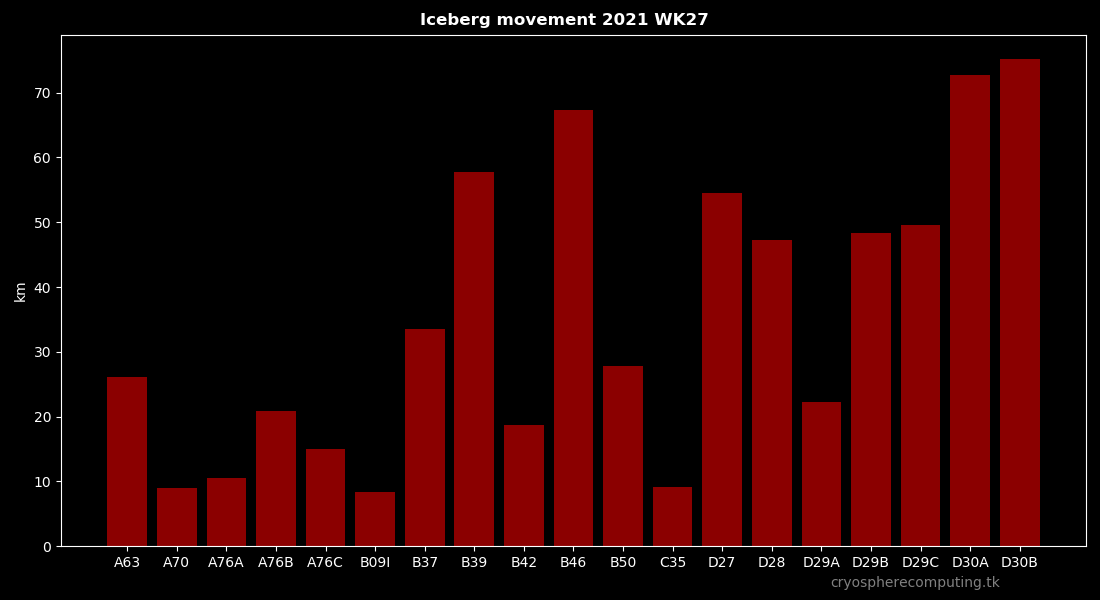 Iceberg movement 2021 WK27
km
70
60
50
40
30
20
10
0
A63 A70 A76A A76B A76C B09I B37 B39 B42 B46 B50 C35 D27 D28 D29A D29B D29C D30A D30B
cryospherecomputing.tk